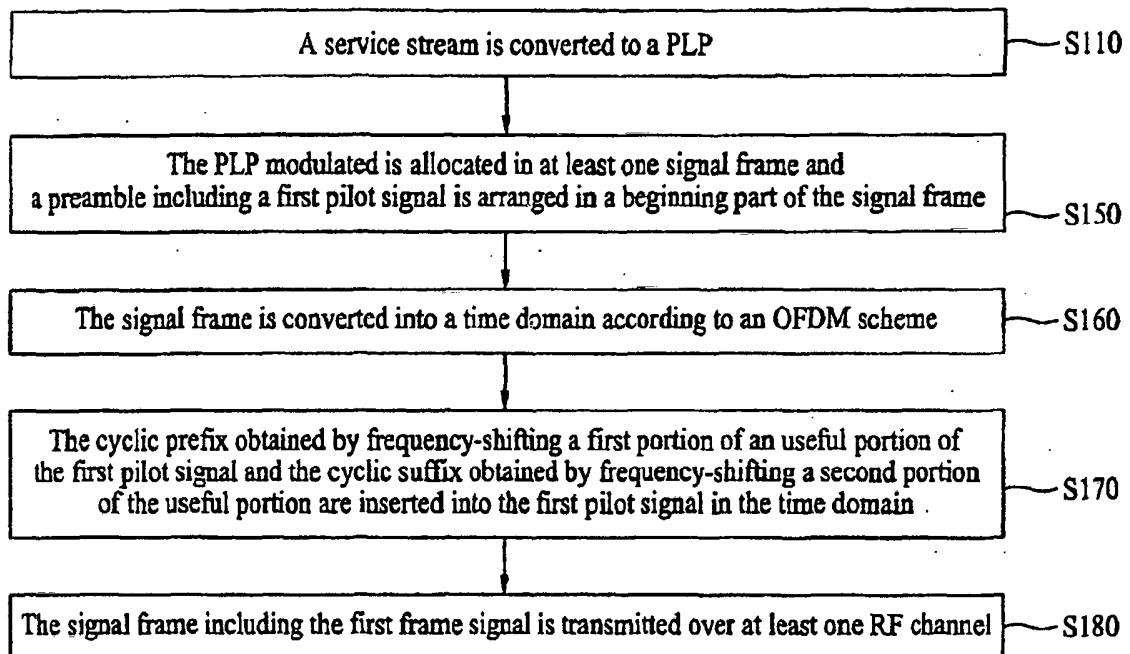 A service stream is converted to a PLP
S110
The PLP modulated is allocated in at least one signal frame and
a preamble including a first pilot signal is arranged in a beginning part of the signal frame
S150
The signal frame is converted into a time domain according to an OFDM scheme
S160
The cyclic prefix obtained by frequency-shifting a first portion of an useful portion of
the first pilot signal and the cyclic suffix obtained by frequency-shifting a second portion
of the useful portion are inserted into the first pilot signal in the time domain .
S170
The signal frame including the first frame signal is transmitted over at least one RF channel
S180